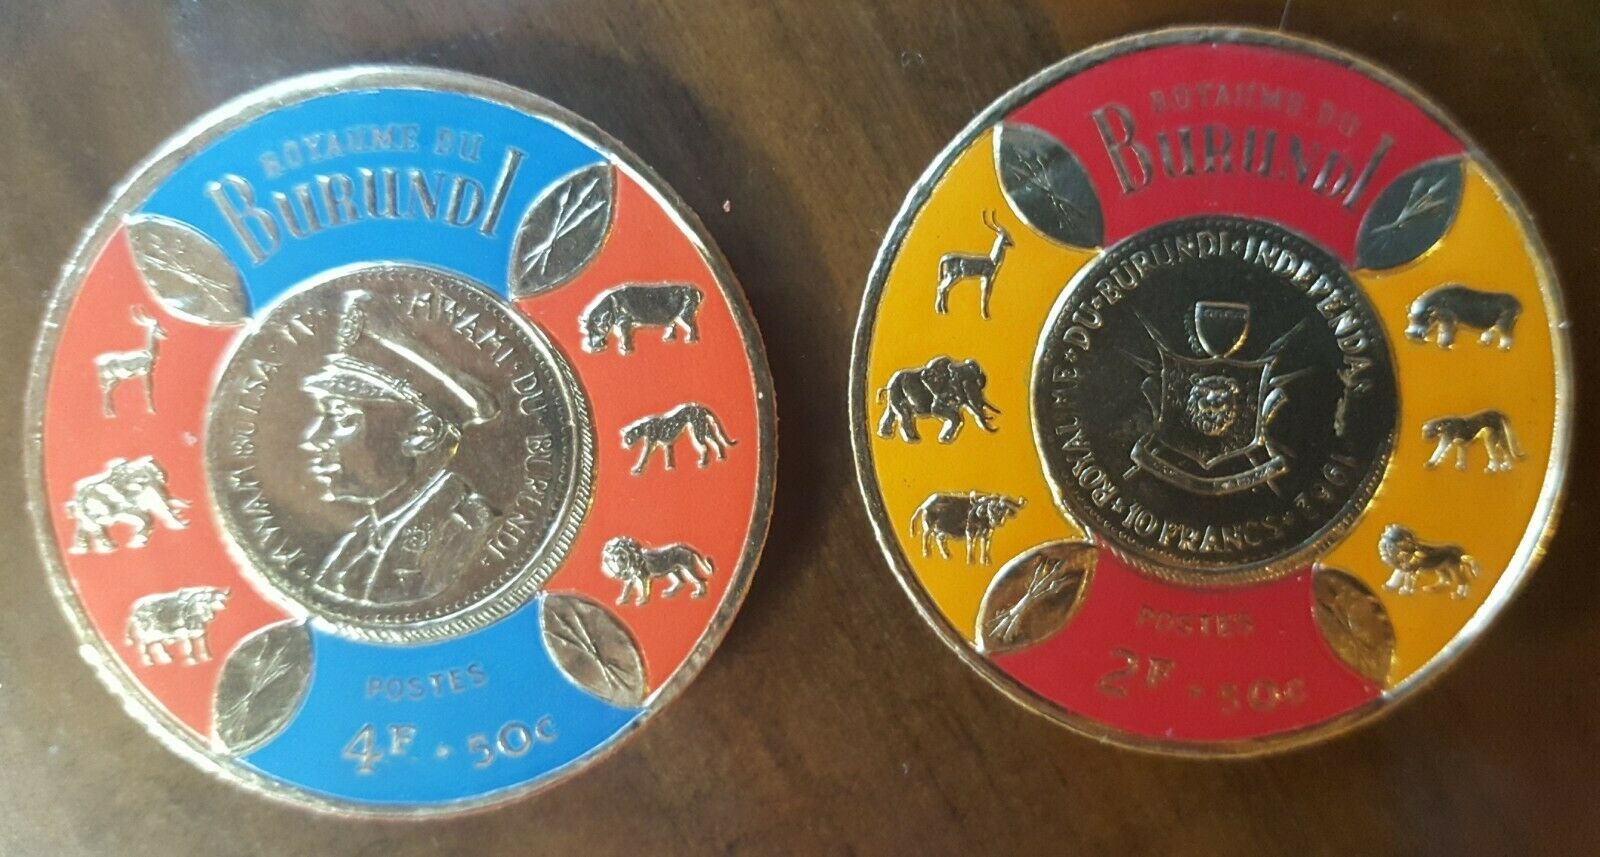 ROYAUME DU
BURUNDI
MWAMBUTSA · IV · MWAMI · DU · BURUNDI ·
POSTES
4F · 50c
ROYAUME DU
BURUNDI
ROYAUME · DU · BURUNDI · INDEPENDANCE 1962 ·
10 FRANCS
POSTES
2F · 50c